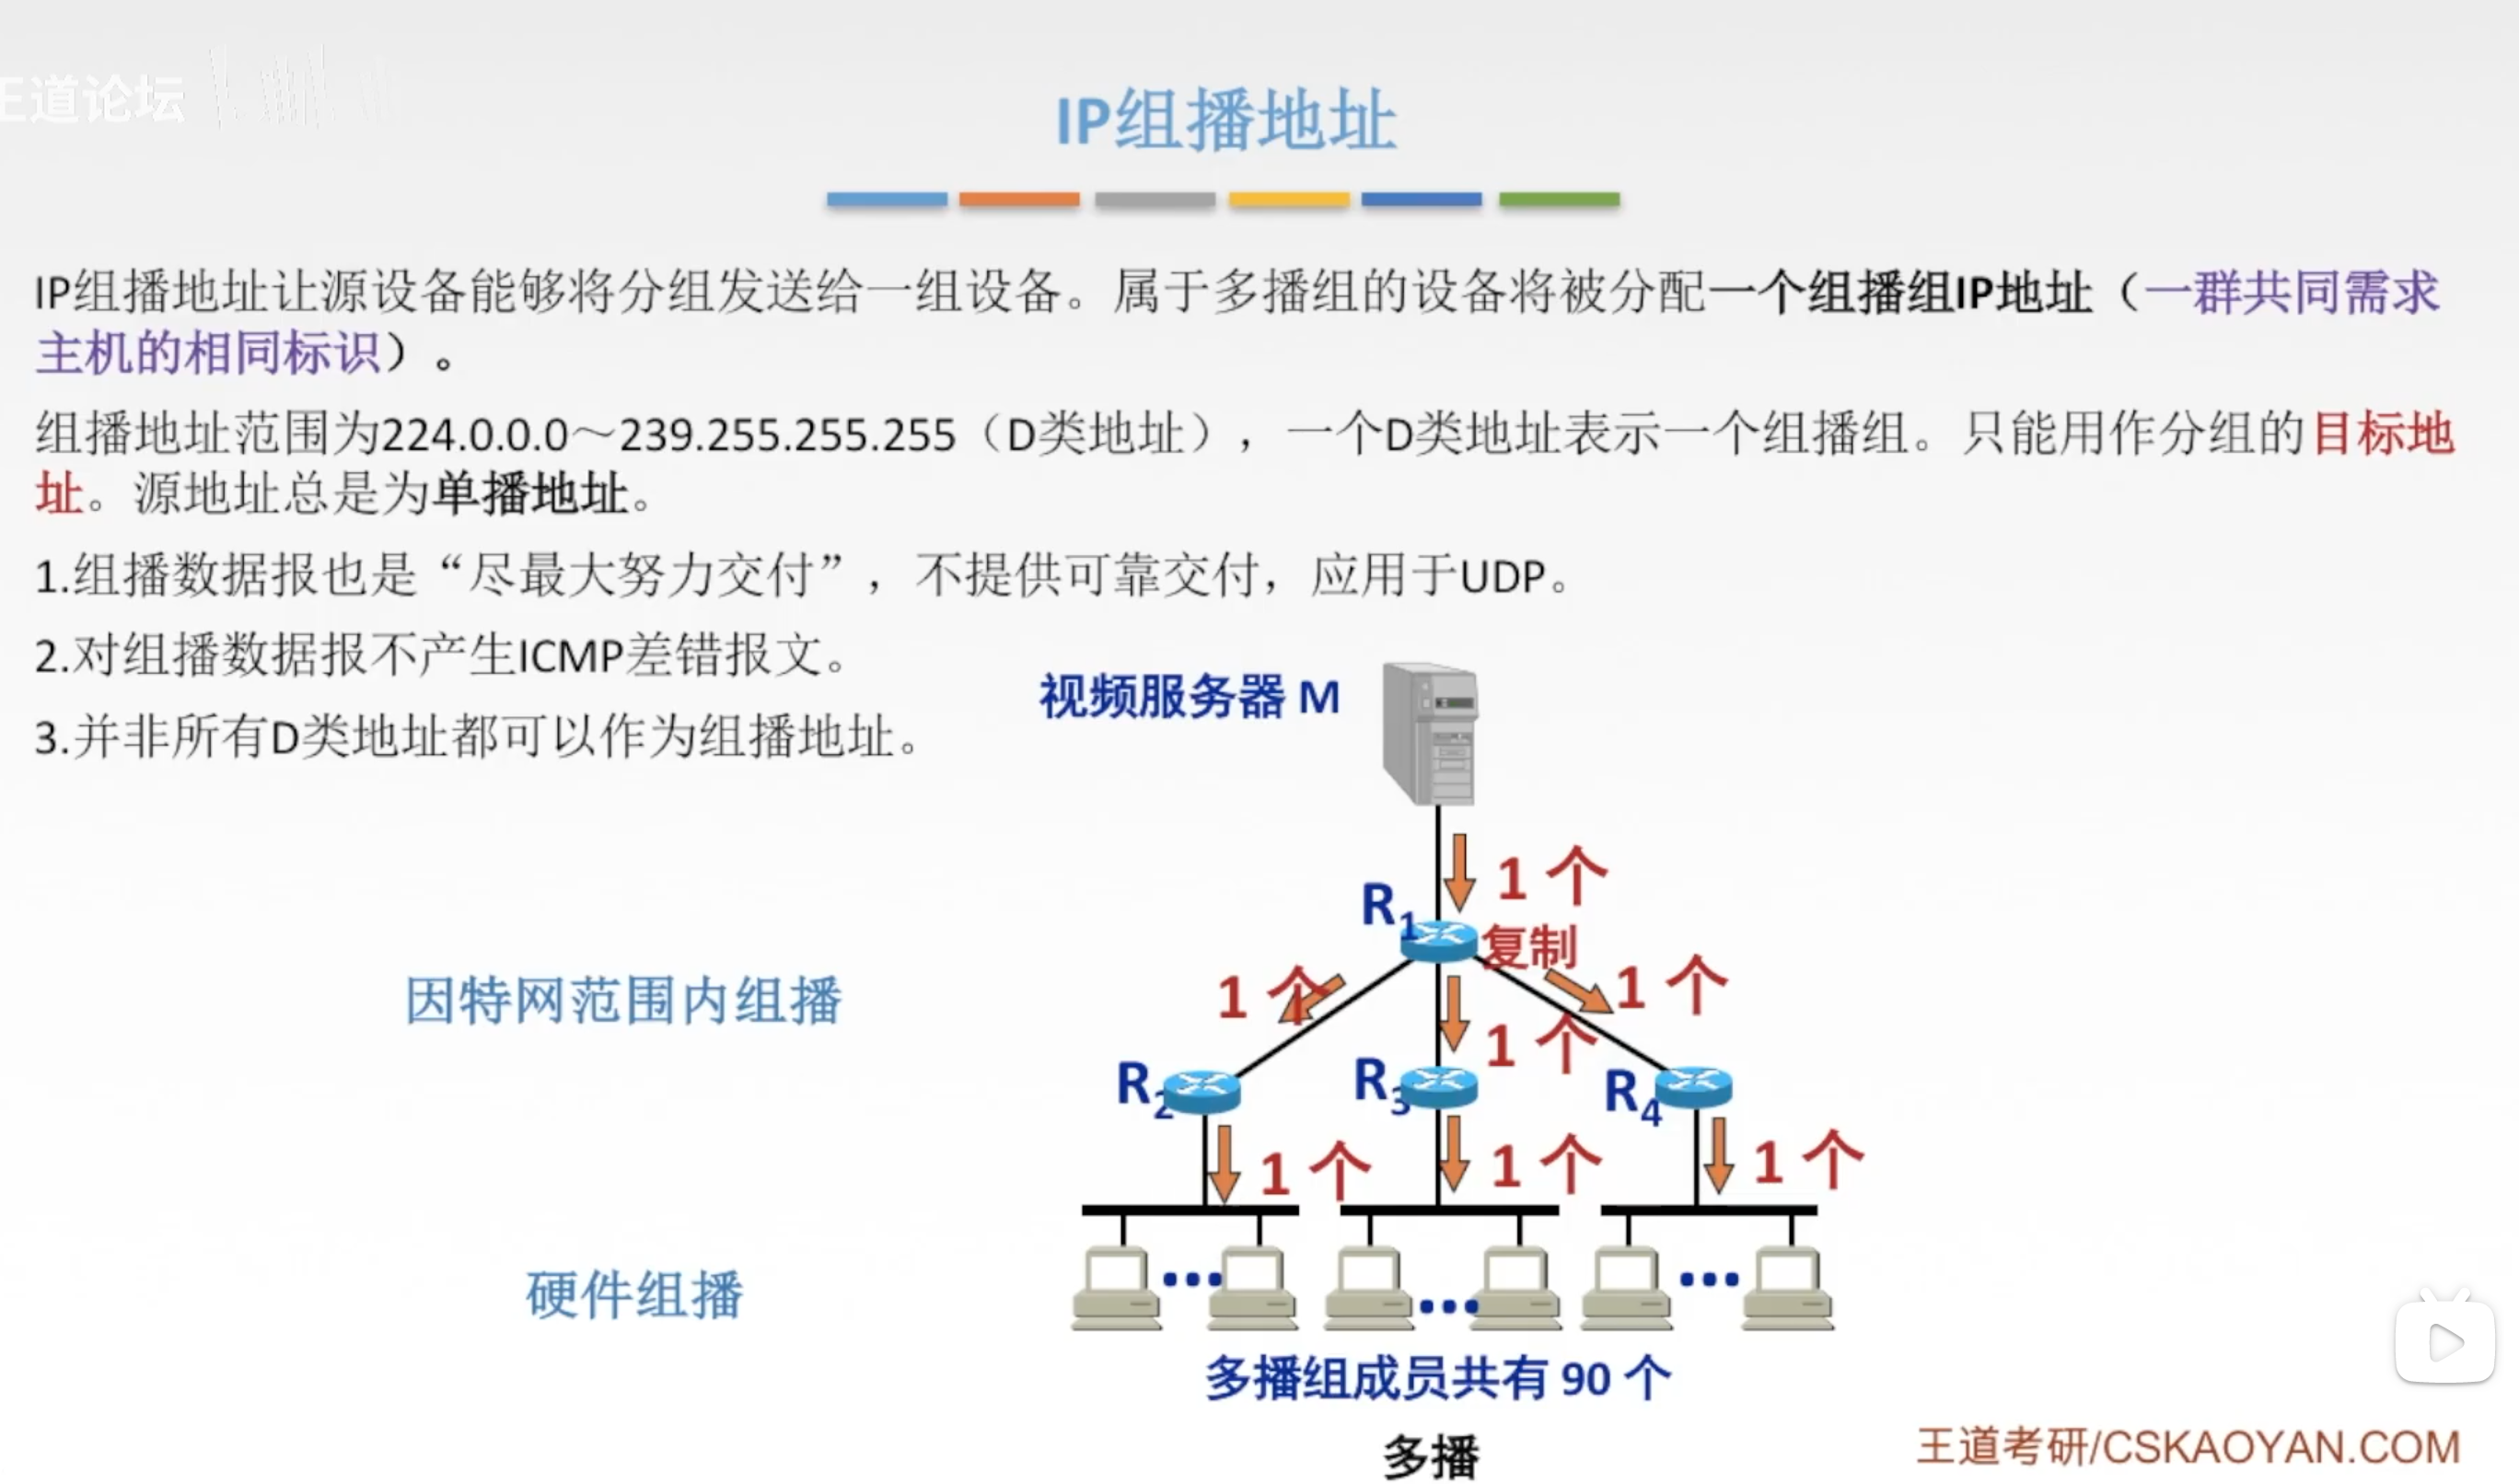 王道论坛
IP组播地址
IP组播地址让源设备能够将分组发送给一组设备。属于多播组的设备将被分配一个组播组IP地址（一群共同需求
主机的相同标识）。
组播地址范围为224.0.0.0～239.255.255.255（D类地址），一个D类地址表示一个组播组。只能用作分组的目标地
址。源地址总是为单播地址。
1.组播数据报也是“尽最大努力交付”，不提供可靠交付，应用于UDP。
2.对组播数据报不产生ICMP差错报文。
3.并非所有D类地址都可以作为组播地址。
视频服务器 M
1 个
R1
复制
1 个
1 个
1 个
因特网范围内组播
R2
R3
R4
1 个
1 个
1 个
硬件组播
多播组成员共有 90 个
多播
王道考研/CSKAOYAN.COM